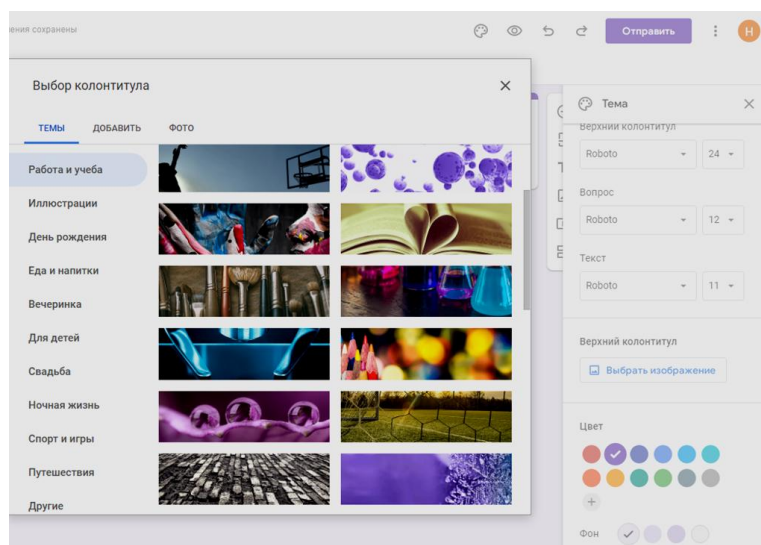 ения сохранены
Отправить
Н
Выбор колонтитула
ТЕМЫ ДОБАВИТЬ ФОТО
Работа и учеба
Иллюстрации
День рождения
Еда и напитки
Вечеринка
Для детей
Свадьба
Ночная жизнь
Спорт и игры
Путешествия
Другие
Тема
Верхний колонтитул
Roboto 24
Вопрос
Roboto 12
Текст
Roboto 11
Верхний колонтитул
Выбрать изображение
Цвет
Фон